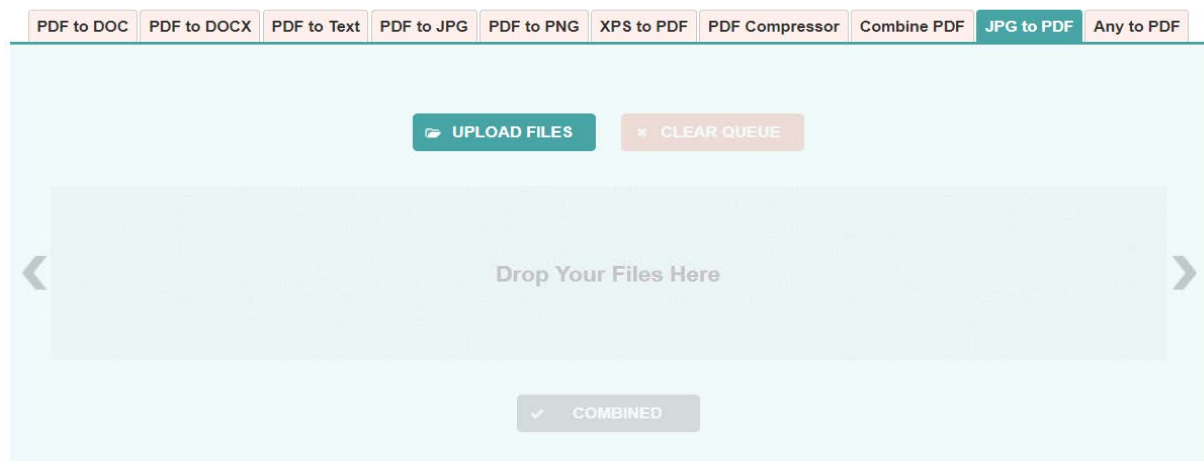 PDF to DOC PDF to DOCX PDF to Text PDF to JPG PDF to PNG XPS to PDF PDF Compressor Combine PDF JPG to PDF Any to PDF
UPLOAD FILES CLEAR QUEUE
Drop Your Files Here
COMBINED